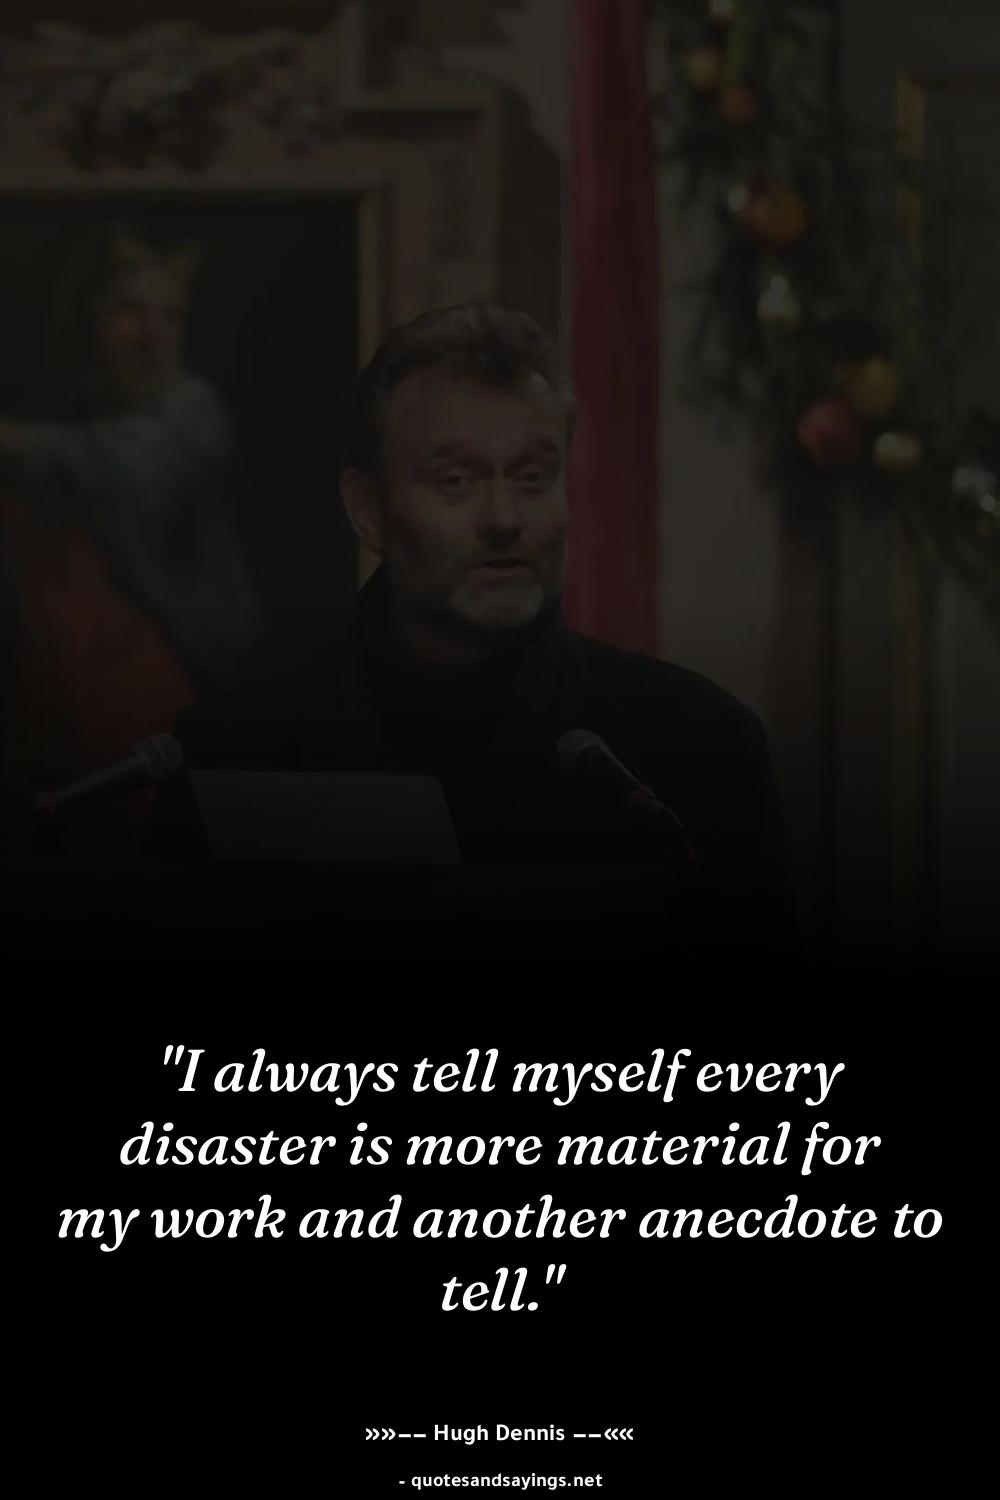 "I always tell myself every
disaster is more material for
my work and another anecdote to
tell."
»»−− Hugh Dennis −−««
- quotesandsayings.net